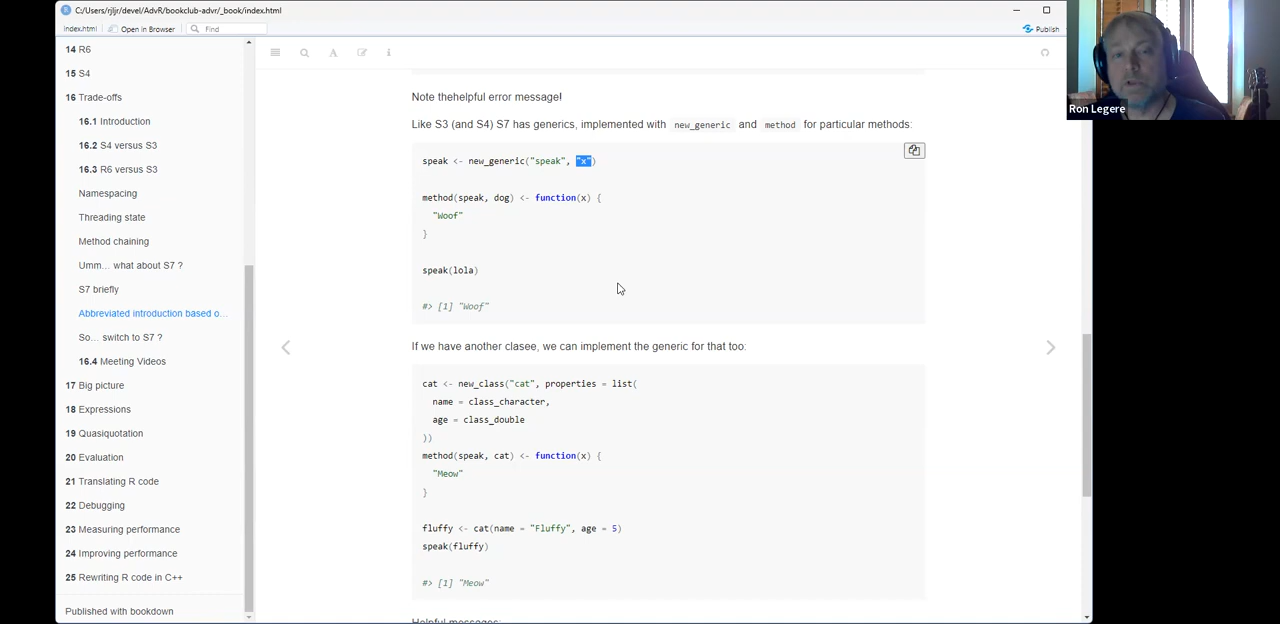 C:/Users/rjljr/devel/AdvR/bookclub-advr/_book/index.html
index.html
Open in Browser
Find
Publish
14 R6
15 S4
16 Trade-offs
16.1 Introduction
16.2 S4 versus S3
16.3 R6 versus S3
Namespacing
Threading state
Method chaining
Umm... what about S7 ?
S7 briefly
Abbreviated introduction based o...
So... switch to S7 ?
16.4 Meeting Videos
17 Big picture
18 Expressions
19 Quasiquotation
20 Evaluation
21 Translating R code
22 Debugging
23 Measuring performance
24 Improving performance
25 Rewriting R code in C++
Published with bookdown
Note thehelpful error message!
Like S3 (and S4) S7 has generics, implemented with new_generic and method for particular methods:
speak <- new_generic("speak", "x")
method(speak, dog) <- function(x) {
"Woof"
}
speak(lola)
#> [1] "Woof"
If we have another clasee, we can implement the generic for that too:
cat <- new_class("cat", properties = list(
name = class_character,
age = class_double
))
method(speak, cat) <- function(x) {
"Meow"
}
fluffy <- cat(name = "Fluffy", age = 5)
speak(fluffy)
#> [1] "Meow"
Helpful messages:
Ron Legere